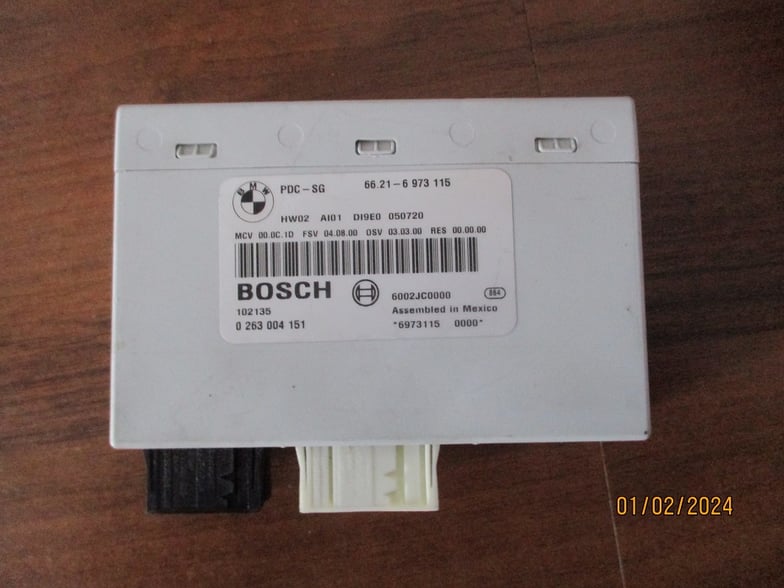 BMW
PDC-SG 66.21-6 973 115
HW02 AI01 DI9E0 050720
MCV 00.0C.1D FSV 04.08.00 OSV 03.03.00 RES 00.00.00
BOSCH 6002JC0000 864
102135 Assembled in Mexico
0 263 004 151 *6973115 0000*
01/02/2024